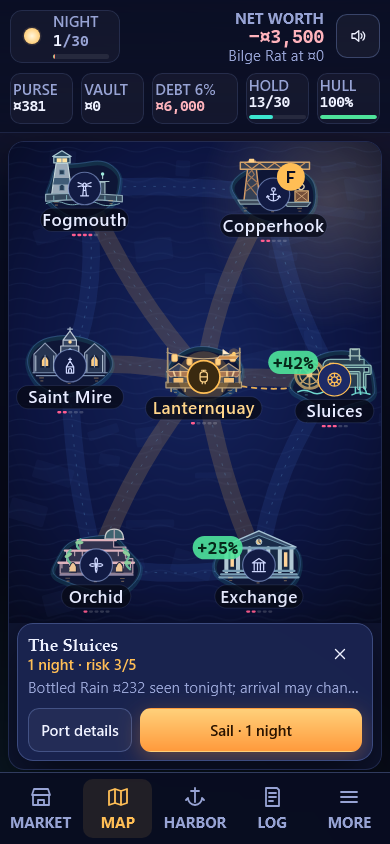 NIGHT
1/30
NET WORTH
−¤3,500
Bilge Rat at ¤0
PURSE
¤381
VAULT
¤0
DEBT 6%
¤6,000
HOLD
13/30
HULL
100%
F
Fogmouth
Copperhook
+42%
Saint Mire
Lanternquay
Sluices
+25%
Orchid
Exchange
The Sluices
1 night · risk 3/5
Bottled Rain ¤232 seen tonight; arrival may chan…
Port details
Sail · 1 night
MARKET
MAP
HARBOR
LOG
MORE